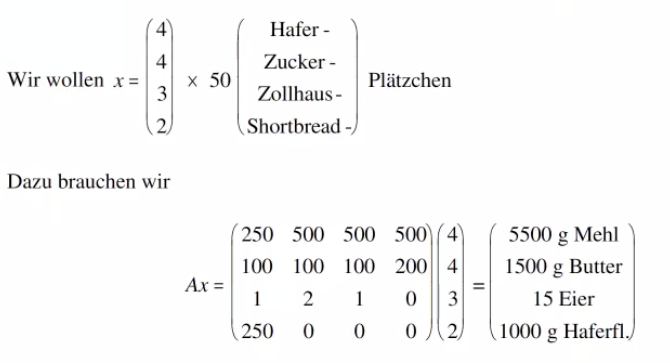 Wir wollen x = (4 4 3 2) × 50 (Hafer - Zucker - Zollhaus - Shortbread -) Plätzchen
Dazu brauchen wir
Ax = (250 500 500 500
100 100 100 200
1 2 1 0
250 0 0 0) (4 4 3 2) = (5500 g Mehl
1500 g Butter
15 Eier
1000 g Haferfl.)